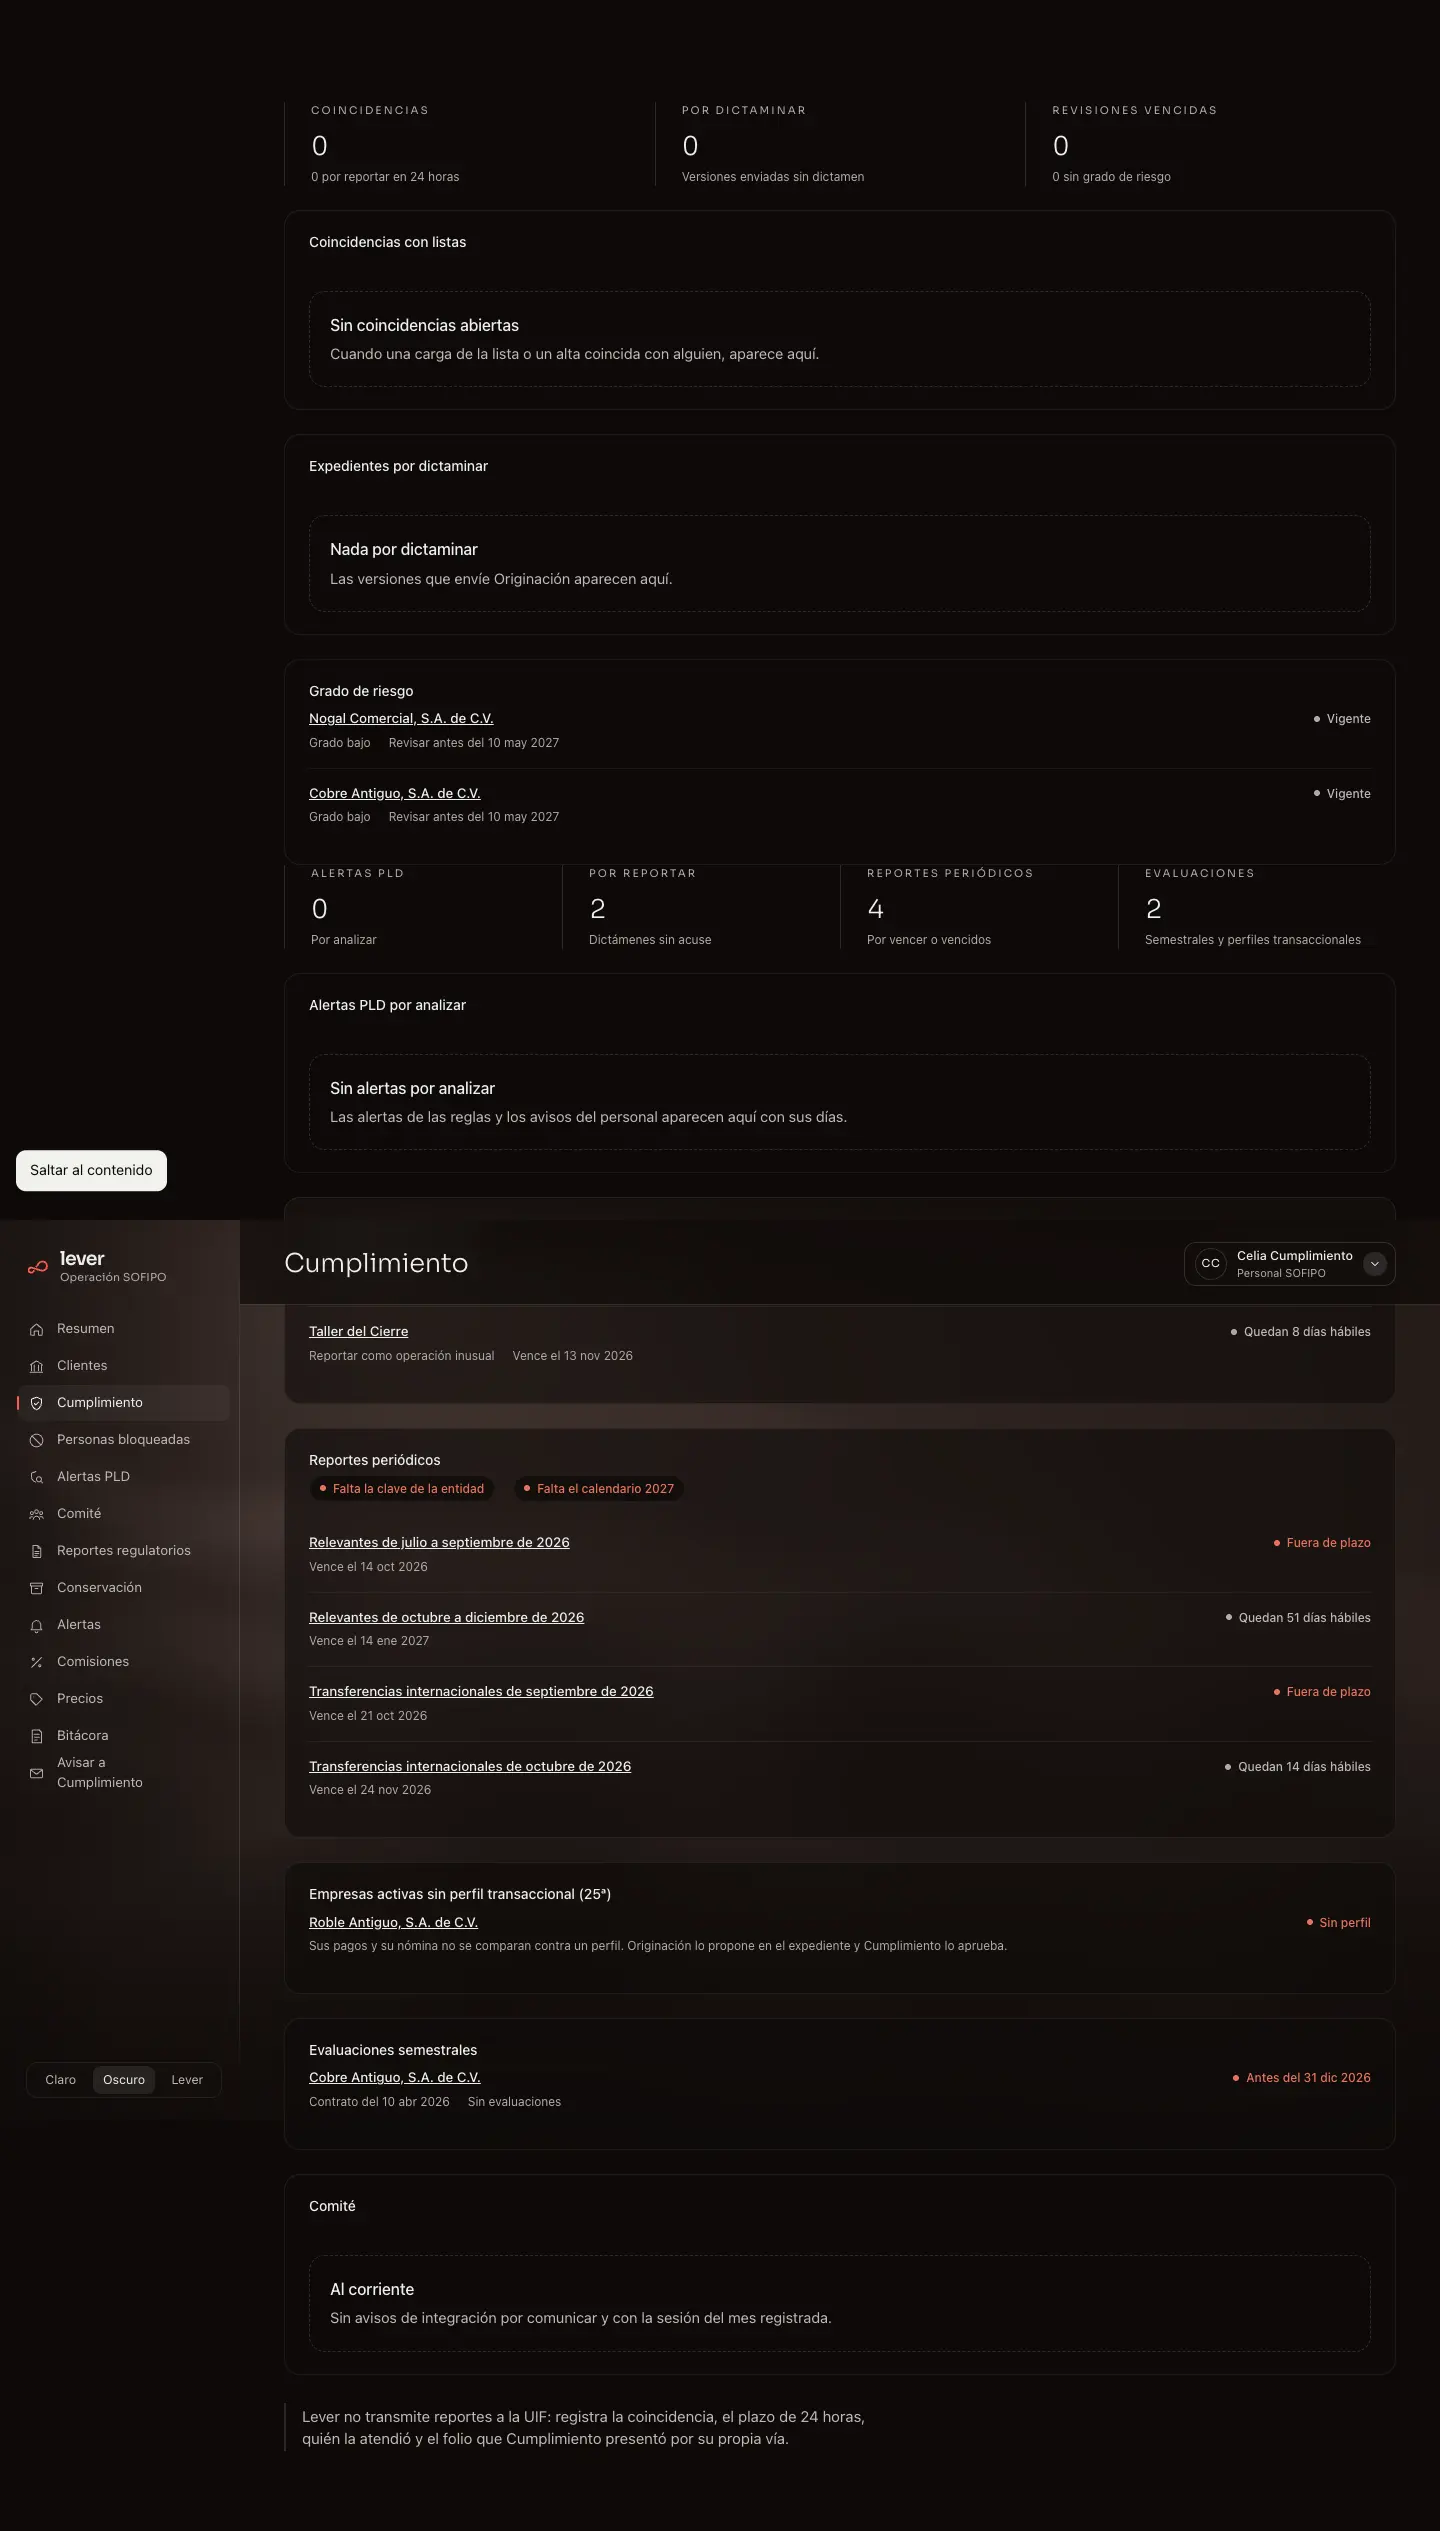 COINCIDENCIAS
0
0 por reportar en 24 horas
POR DICTAMINAR
0
Versiones enviadas sin dictamen
REVISIONES VENCIDAS
0
0 sin grado de riesgo
Coincidencias con listas
Sin coincidencias abiertas
Cuando una carga de la lista o un alta coincida con alguien, aparece aquí.
Expedientes por dictaminar
Nada por dictaminar
Las versiones que envíe Originación aparecen aquí.
Grado de riesgo
Nogal Comercial, S.A. de C.V.
Vigente
Grado bajo Revisar antes del 10 may 2027
Cobre Antiguo, S.A. de C.V.
Vigente
Grado bajo Revisar antes del 10 may 2027
ALERTAS PLD
0
Por analizar
POR REPORTAR
2
Dictámenes sin acuse
REPORTES PERIÓDICOS
4
Por vencer o vencidos
EVALUACIONES
2
Semestrales y perfiles transaccionales
Alertas PLD por analizar
Sin alertas por analizar
Las alertas de las reglas y los avisos del personal aparecen aquí con sus días.
Saltar al contenido
lever
Operación SOFIPO
Resumen
Clientes
Cumplimiento
Personas bloqueadas
Alertas PLD
Comité
Reportes regulatorios
Conservación
Alertas
Comisiones
Precios
Bitácora
Avisar a
Cumplimiento
Claro
Oscuro
Lever
Cumplimiento
CC
Celia Cumplimiento
Personal SOFIPO
Taller del Cierre
Quedan 8 días hábiles
Reportar como operación inusual Vence el 13 nov 2026
Reportes periódicos
Falta la clave de la entidad
Falta el calendario 2027
Relevantes de julio a septiembre de 2026
Fuera de plazo
Vence el 14 oct 2026
Relevantes de octubre a diciembre de 2026
Quedan 51 días hábiles
Vence el 14 ene 2027
Transferencias internacionales de septiembre de 2026
Fuera de plazo
Vence el 21 oct 2026
Transferencias internacionales de octubre de 2026
Quedan 14 días hábiles
Vence el 24 nov 2026
Empresas activas sin perfil transaccional (25ª)
Roble Antiguo, S.A. de C.V.
Sin perfil
Sus pagos y su nómina no se comparan contra un perfil. Originación lo propone en el expediente y Cumplimiento lo aprueba.
Evaluaciones semestrales
Cobre Antiguo, S.A. de C.V.
Antes del 31 dic 2026
Contrato del 10 abr 2026 Sin evaluaciones
Comité
Al corriente
Sin avisos de integración por comunicar y con la sesión del mes registrada.
Lever no transmite reportes a la UIF: registra la coincidencia, el plazo de 24 horas,
quién la atendió y el folio que Cumplimiento presentó por su propia vía.